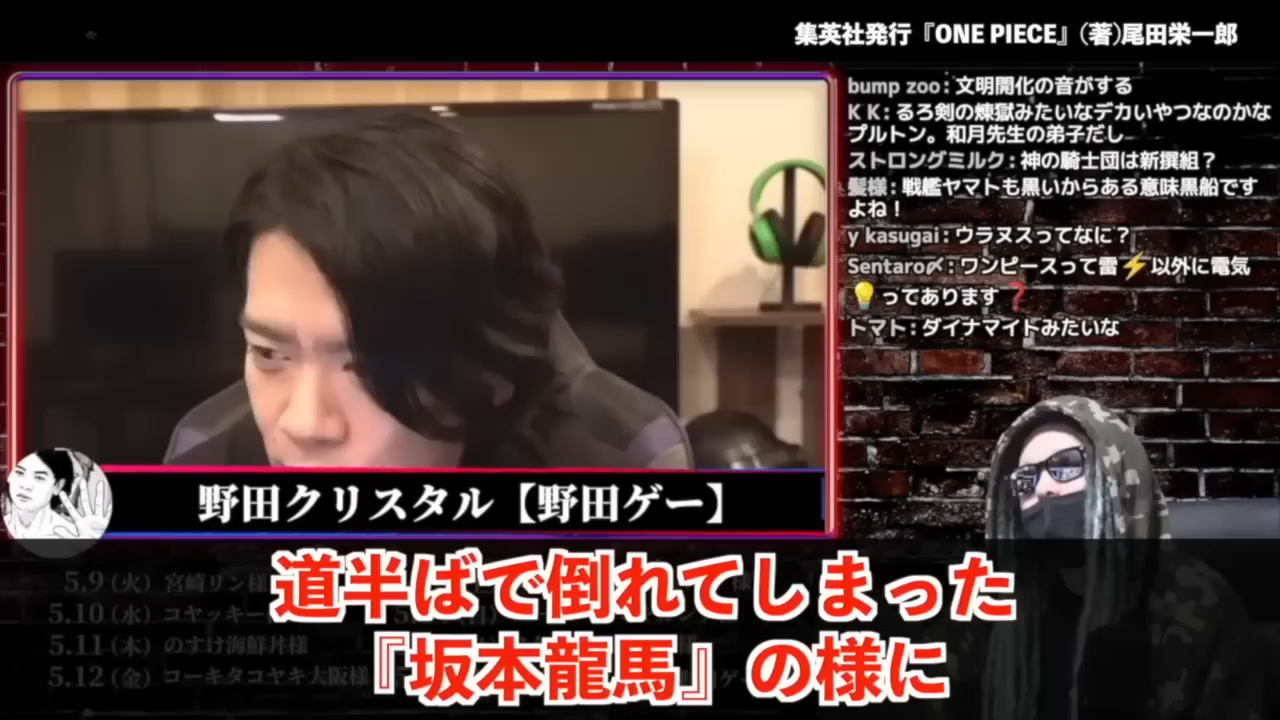 集英社発行『ONE PIECE』（著）尾田栄一郎
bump zoo : 文明開化の音がする
K K : るろ剣の煉獄みたいなデカいやつなのかな
プルトン。和月先生の弟子だし
ストロングミルク : 神の騎士団は新撰組？
髪様 : 戦艦ヤマトも黒いからある意味黒船です
よね！
y kasugai : ウラヌスってなに？
Sentaro〆 : ワンピースって雷⚡以外に電気
💡ってあります❓
トマト : ダイナマイトみたいな
野田クリスタル【野田ゲー】
5.9（火）宮崎リン様
5.10（水）コヤッキー
5.11（木）のすけ海鮮丼様
5.12（金）コーキタコヤキ大阪様
道半ばで倒れてしまった
『坂本龍馬』の様に